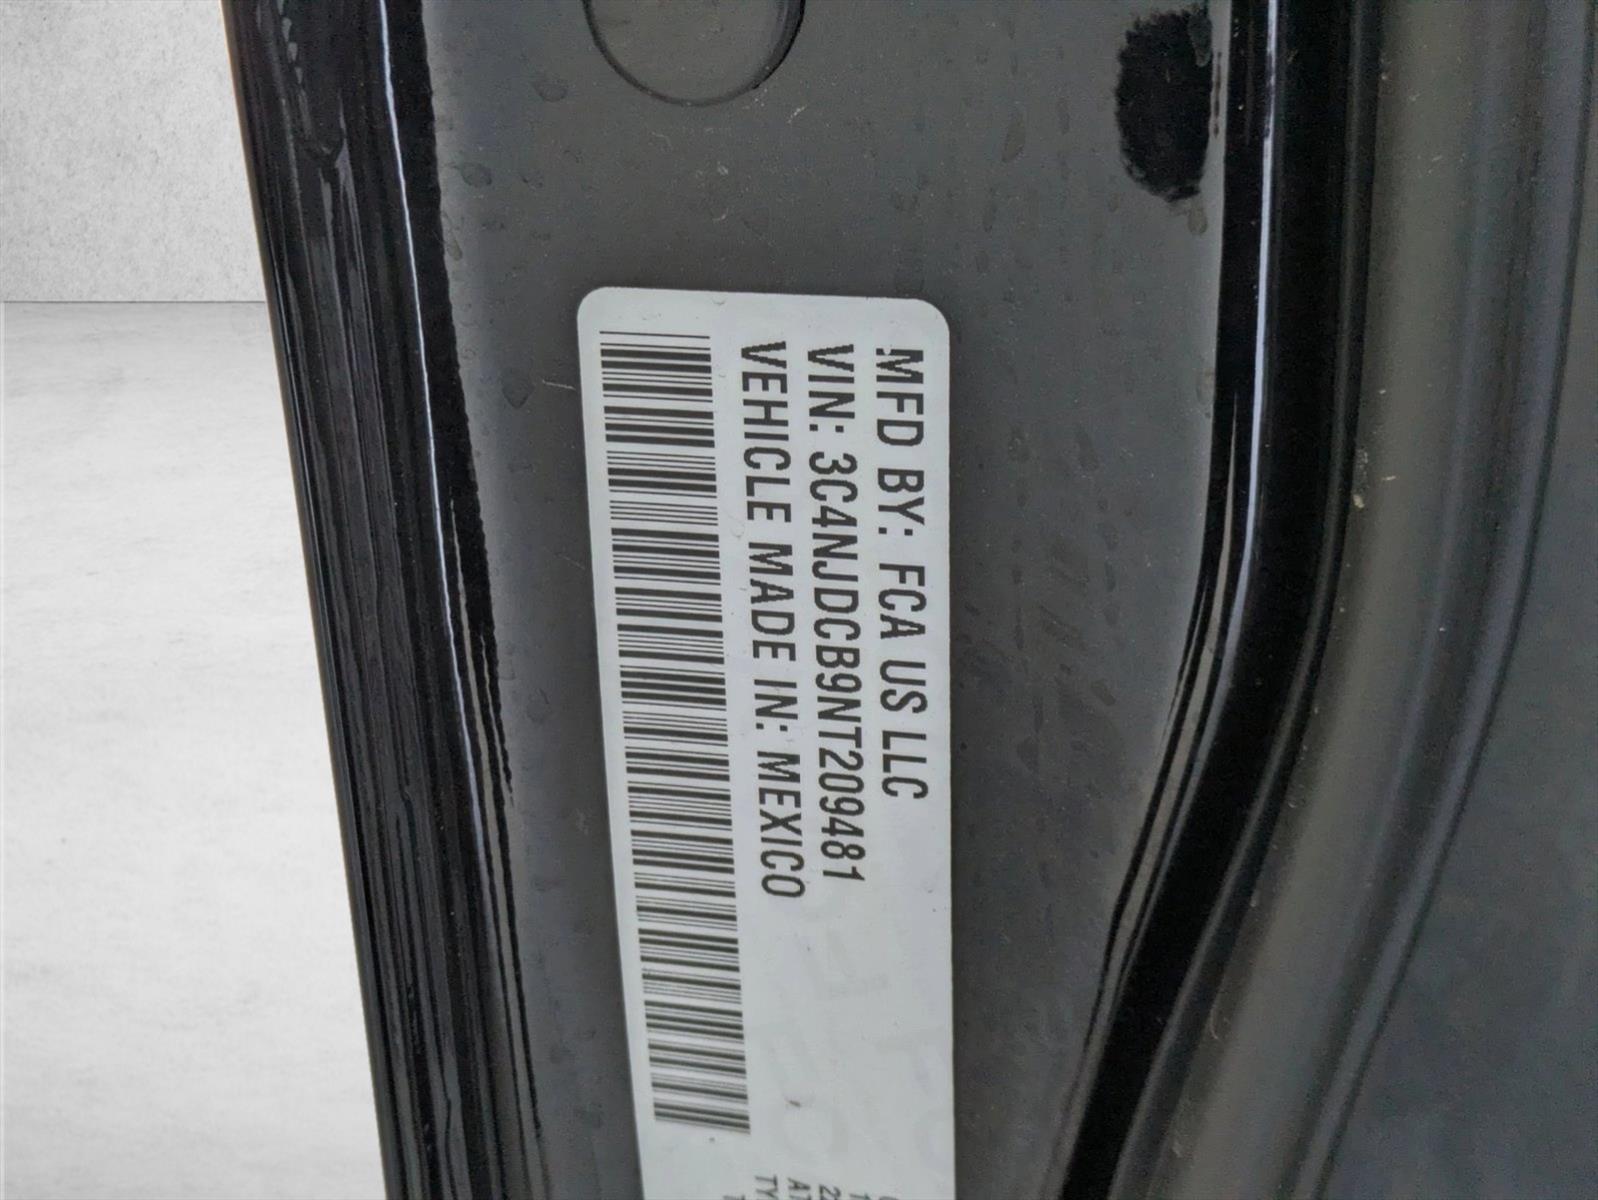 MFD BY: FCA US LLC
VIN: 3C4NJDCB9NT209481
VEHICLE MADE IN: MEXICO